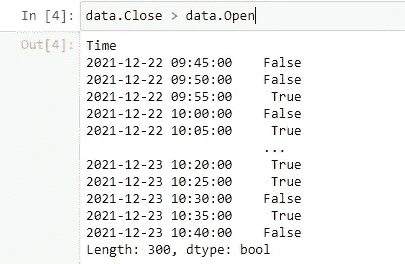 In [4]: data.Close > data.Open
Out[4]: Time
2021-12-22 09:45:00 False
2021-12-22 09:50:00 False
2021-12-22 09:55:00 True
2021-12-22 10:00:00 False
2021-12-22 10:05:00 True
...
2021-12-23 10:20:00 True
2021-12-23 10:25:00 True
2021-12-23 10:30:00 False
2021-12-23 10:35:00 True
2021-12-23 10:40:00 False
Length: 300, dtype: bool